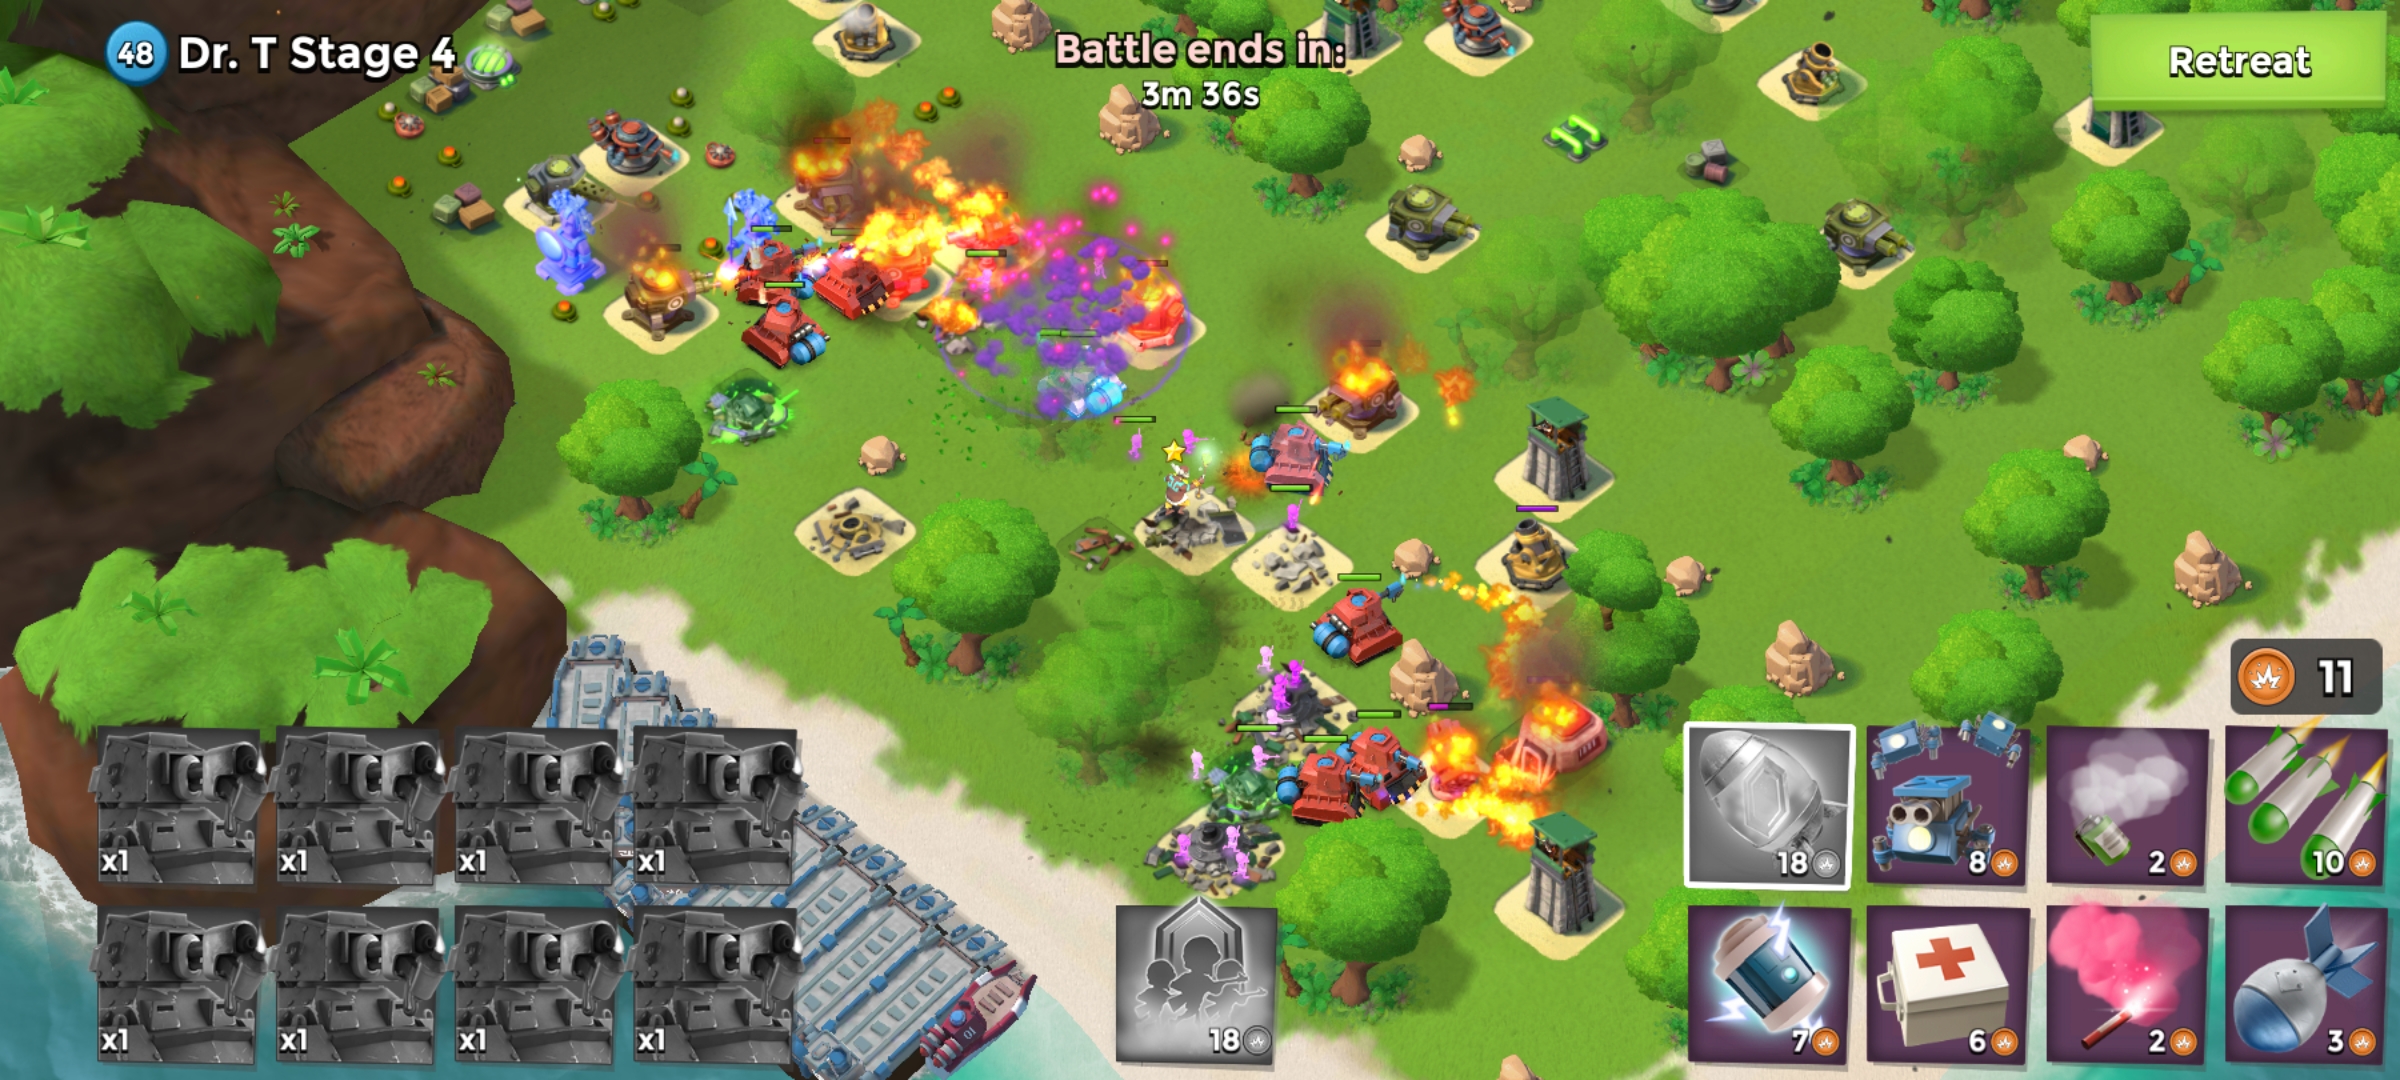 48 Dr. T Stage 4
Battle ends in:
3m 36s
Retreat
11
x1 x1 x1 x1
18 8 2 10
x1 x1 x1 x1
18
7 6 2 3